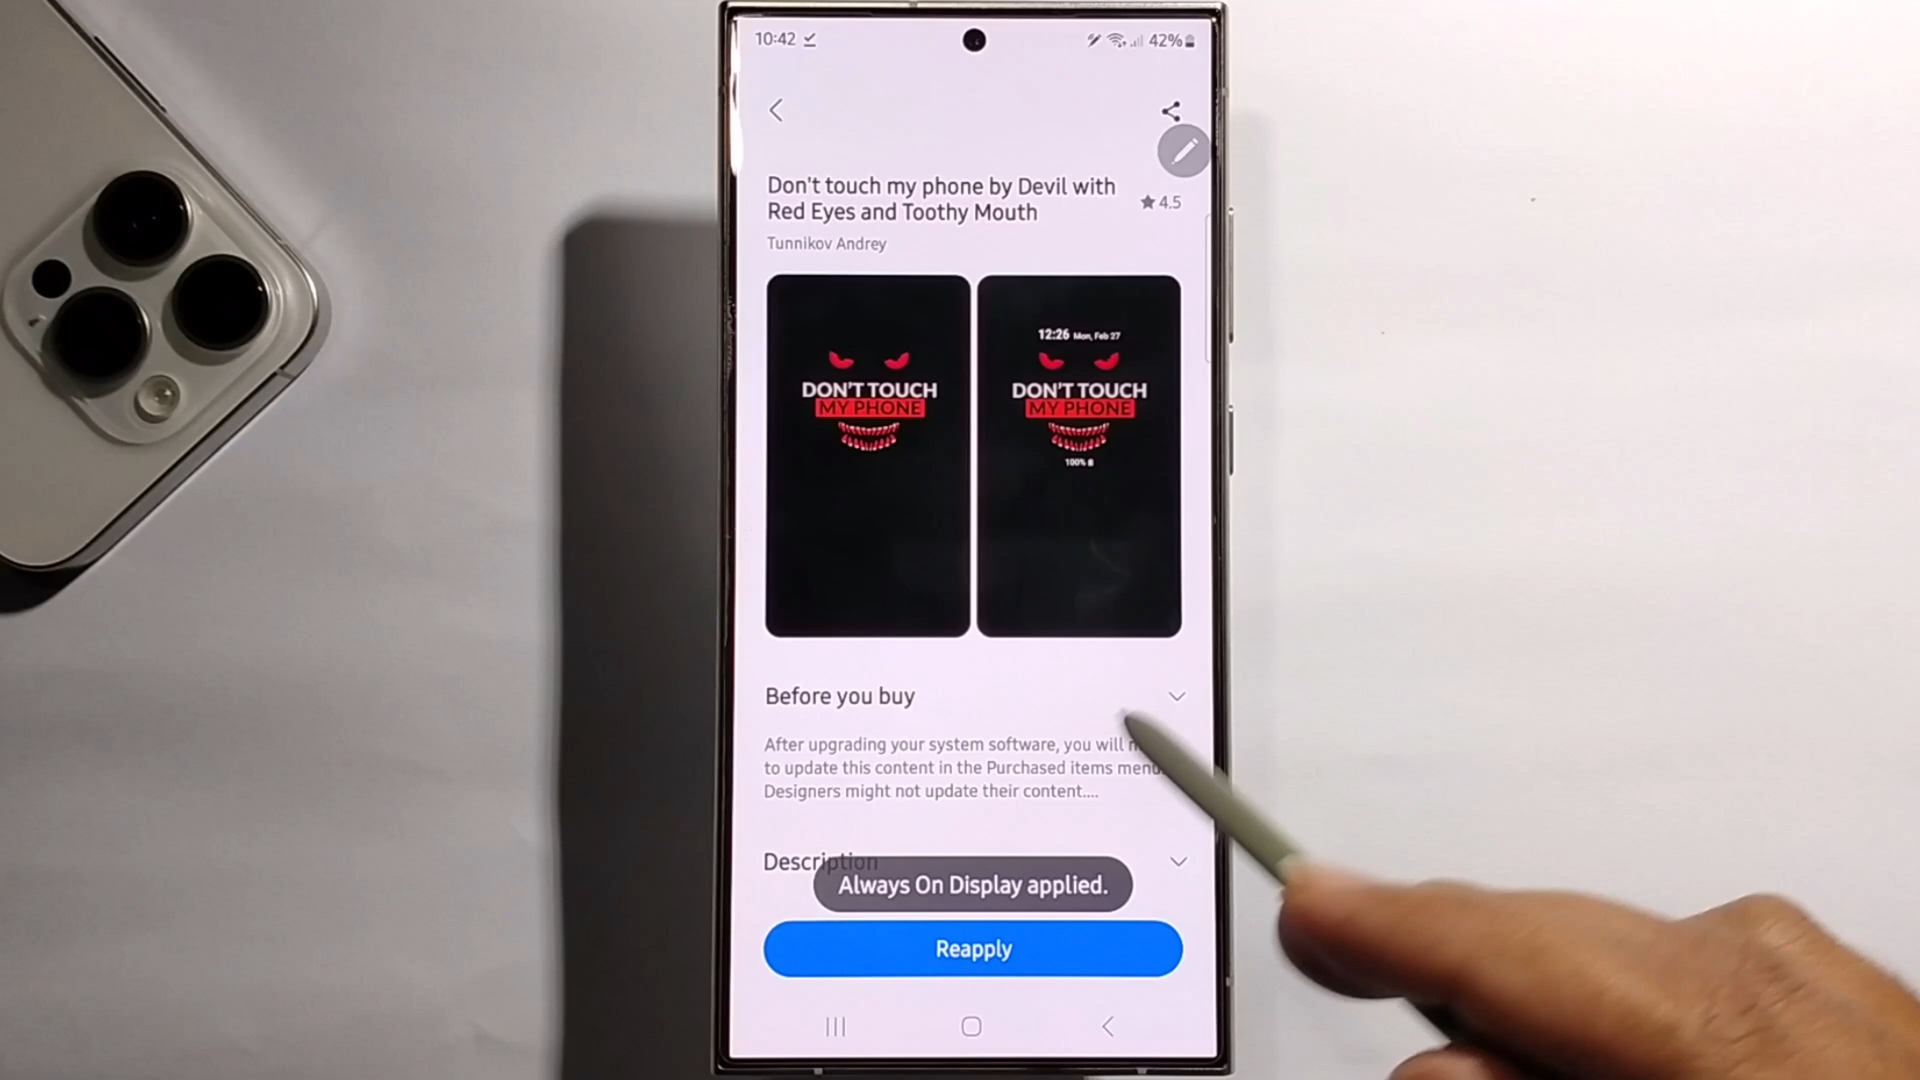 10:42
42%
Don't touch my phone by Devil with
Red Eyes and Toothy Mouth
4.5
Tunnikov Andrey
DON'T TOUCH
MY PHONE
12:26 Mon, Feb 27
DON'T TOUCH
MY PHONE
100%
Before you buy
After upgrading your system software, you will
to update this content in the Purchased items menu.
Designers might not update their content....
Description
Always On Display applied.
Reapply